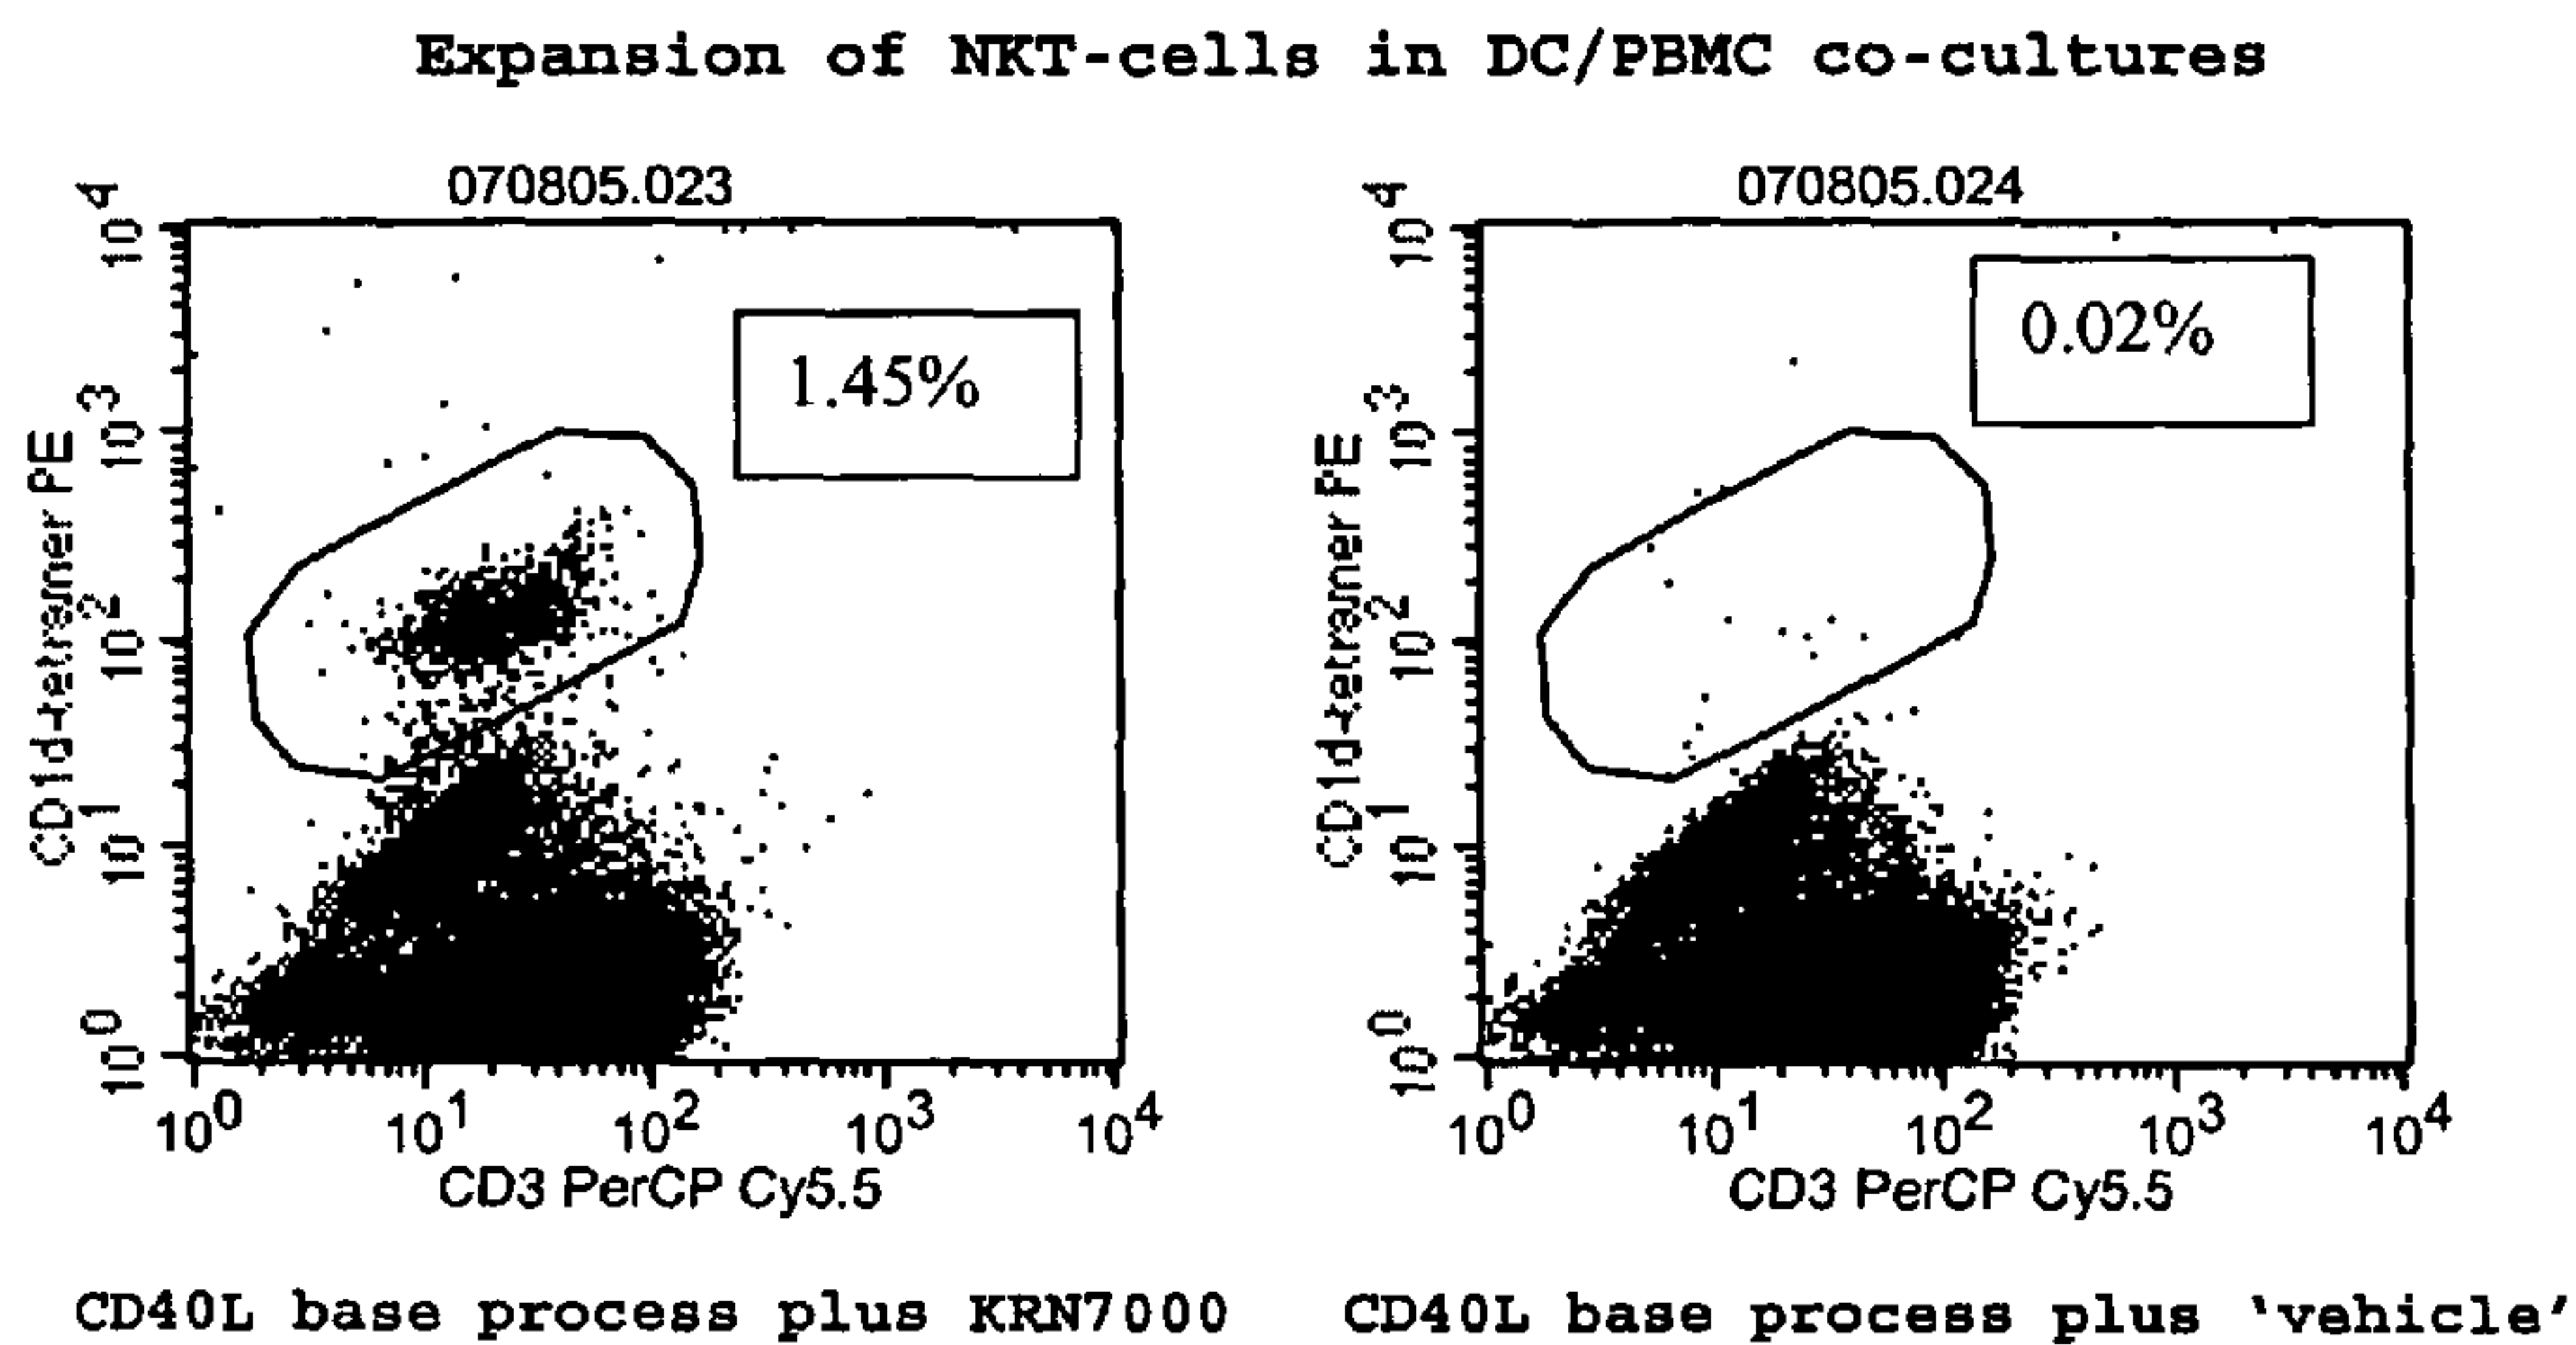 Expansion of NKT-cells in DC/PBMC co-cultures
070805.023
10^4
10^3
10^2
10^1
10^0
CD1d-tetramer PE
1.45%
10^0 10^1 10^2 10^3 10^4
CD3 PerCP Cy5.5
CD40L base process plus KRN7000
070805.024
10^4
10^3
10^2
10^1
10^0
CD1d-tetramer PE
0.02%
10^0 10^1 10^2 10^3 10^4
CD3 PerCP Cy5.5
CD40L base process plus ‘vehicle’